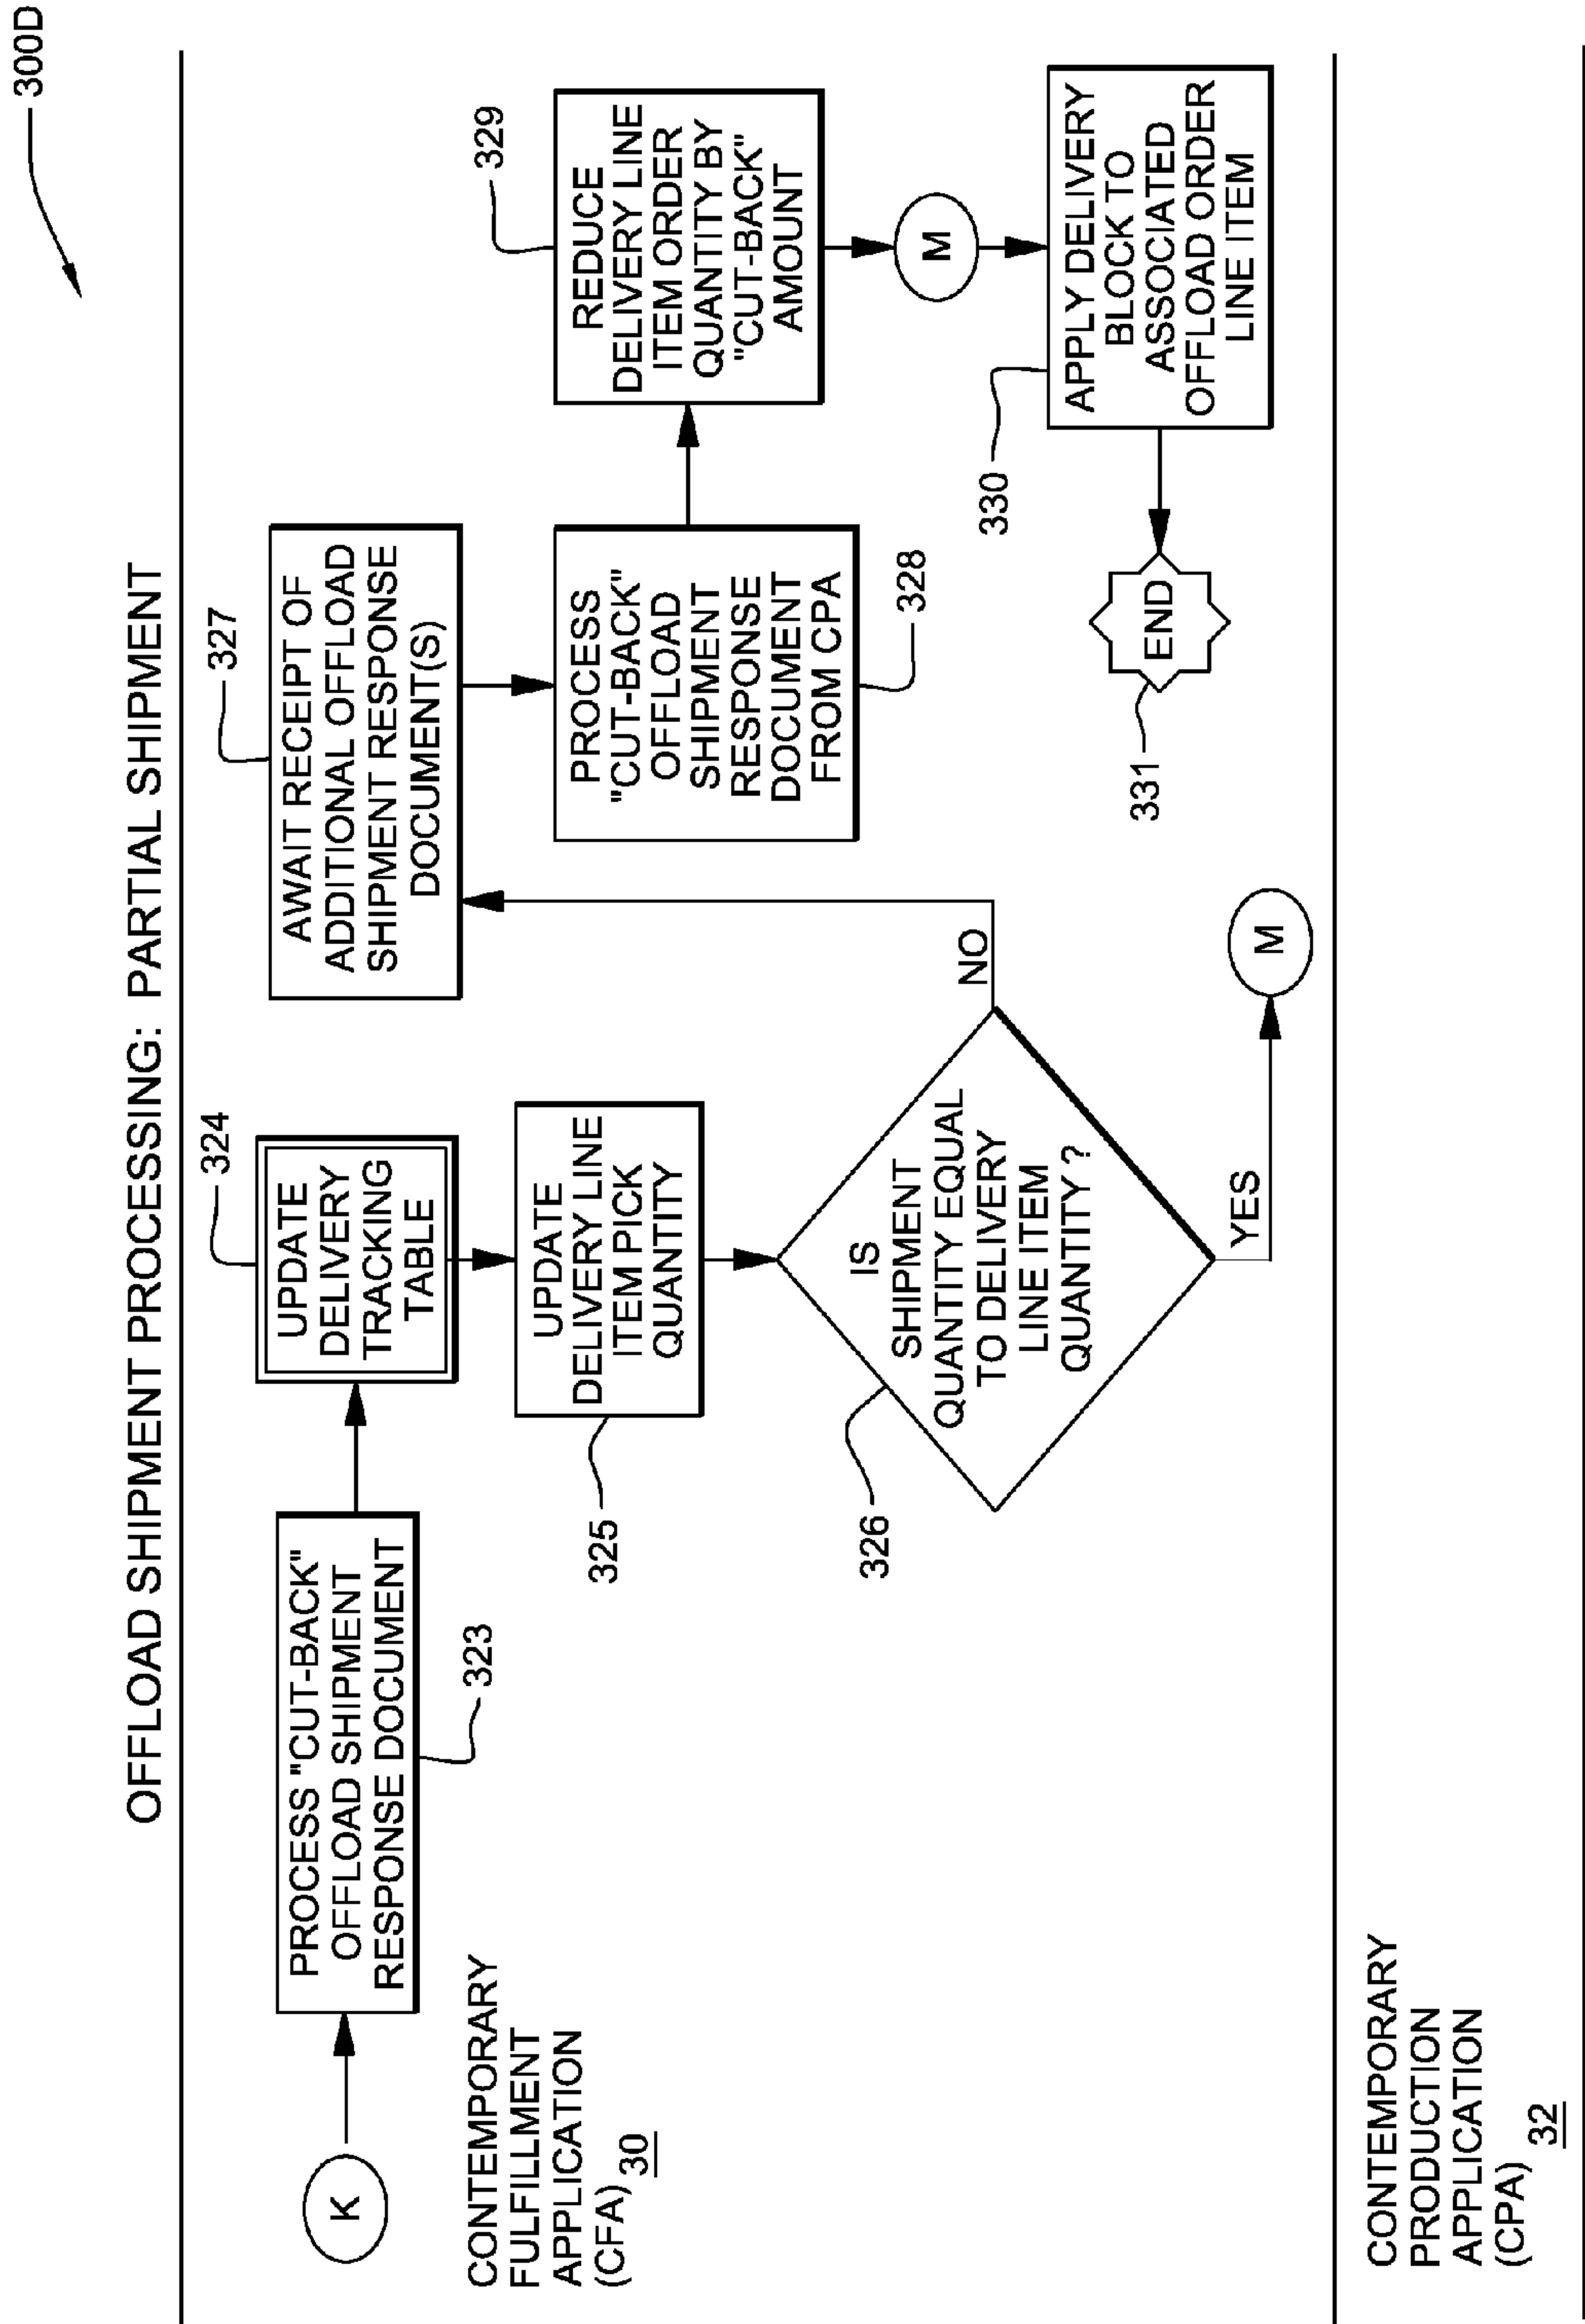 300D
OFFLOAD SHIPMENT PROCESSING: PARTIAL SHIPMENT
K
PROCESS "CUT-BACK"
OFFLOAD SHIPMENT
RESPONSE DOCUMENT
323
324
UPDATE
DELIVERY
TRACKING
TABLE
325
UPDATE
DELIVERY LINE
ITEM PICK
QUANTITY
326
IS
SHIPMENT
QUANTITY EQUAL
TO DELIVERY
LINE ITEM
QUANTITY ?
NO
YES
M
327
AWAIT RECEIPT OF
ADDITIONAL OFFLOAD
SHIPMENT RESPONSE
DOCUMENT(S)
PROCESS
"CUT-BACK"
OFFLOAD
SHIPMENT
RESPONSE
DOCUMENT
FROM CPA
328
329
REDUCE
DELIVERY LINE
ITEM ORDER
QUANTITY BY
"CUT-BACK"
AMOUNT
M
330
APPLY DELIVERY
BLOCK TO
ASSOCIATED
OFFLOAD ORDER
LINE ITEM
END
331
CONTEMPORARY
FULFILLMENT
APPLICATION
(CFA) 30
CONTEMPORARY
PRODUCTION
APPLICATION
(CPA) 32